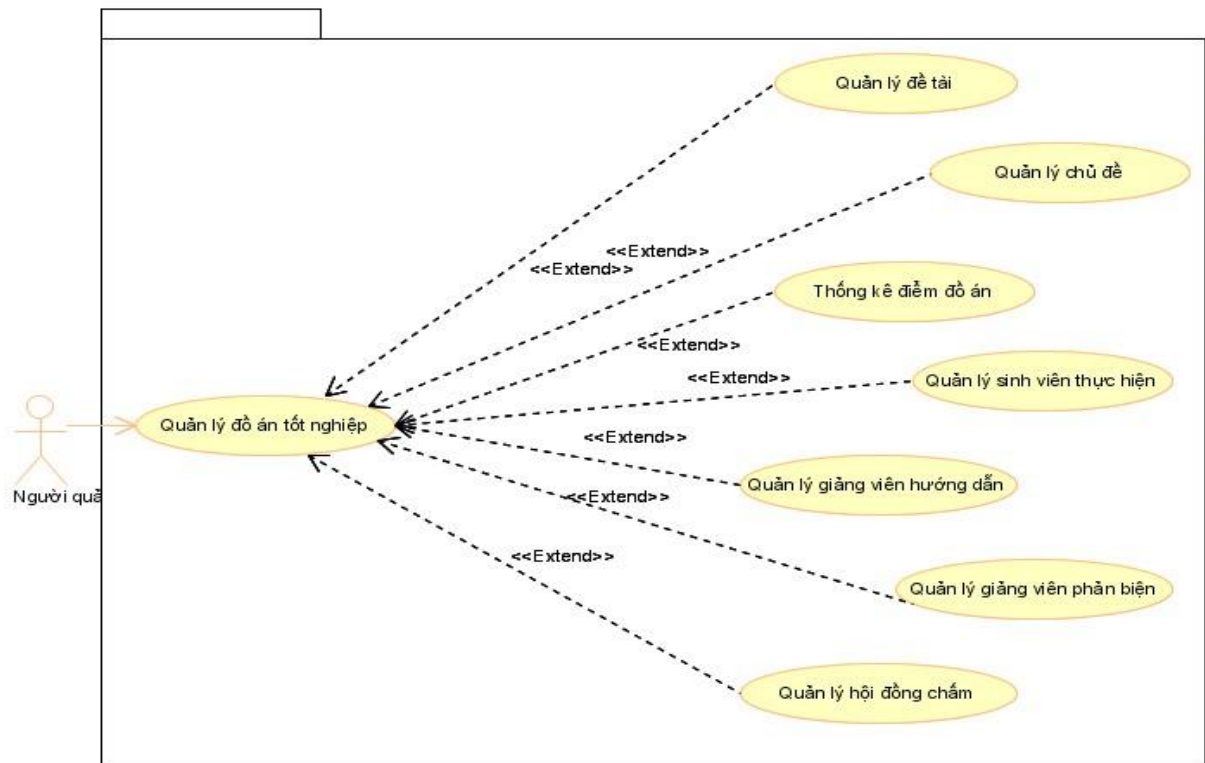 Quản lý đề tài
Quản lý chủ đề
<<Extend>>
<<Extend>>
Thống kê điểm đồ án
<<Extend>>
Quản lý sinh viên thực hiện
<<Extend>>
Quản lý đồ án tốt nghiệp
<<Extend>>
Quản lý giảng viên hướng dẫn
Người quả
<<Extend>>
<<Extend>>
Quản lý giảng viên phản biện
Quản lý hội đồng chấm